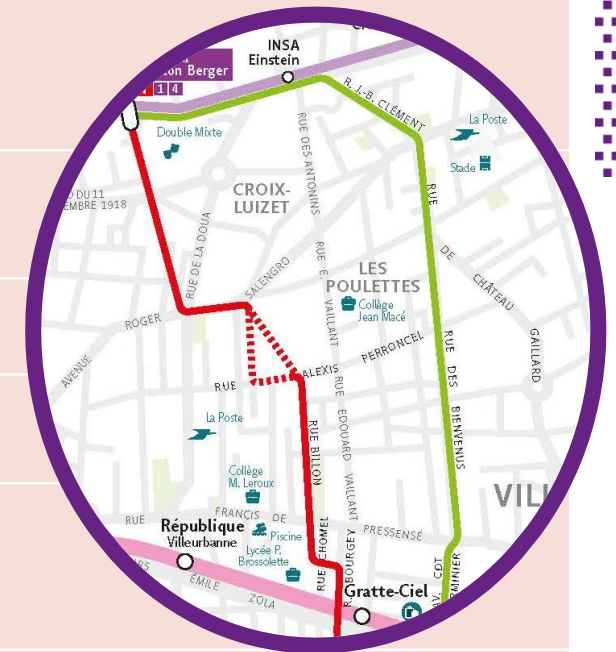 INSA
Einstein
on Berger
1 4
R. J.-B. CLÉMENT
La Poste
Double Mixte
Stade
RUE DES ANTONINS
DU 11
EMBRE 1918
CROIX-
LUIZET
RUE
RUE DE LA DOUA
DE
CHÂTEAU
GAILLARD
SALENGRO
ROGER
AVENUE
LES
POULETTES
Collège
Jean Macé
RUE E. VAILLANT
PERRONCEL
ALEXIS
RUE
RUE DES BIENVENUS
RUE EDOUARD VAILLANT
La Poste
RUE BILLON
Collège
M. Leroux
VILL
RUE FRANCIS DE PRESSENSÉ
République
Villeurbanne
Piscine
Lycée P.
Brossolette
RUE CHOMEL
BOURGEY
ÉMILE
ZOLA
Gratte-Ciel
AV. CDT